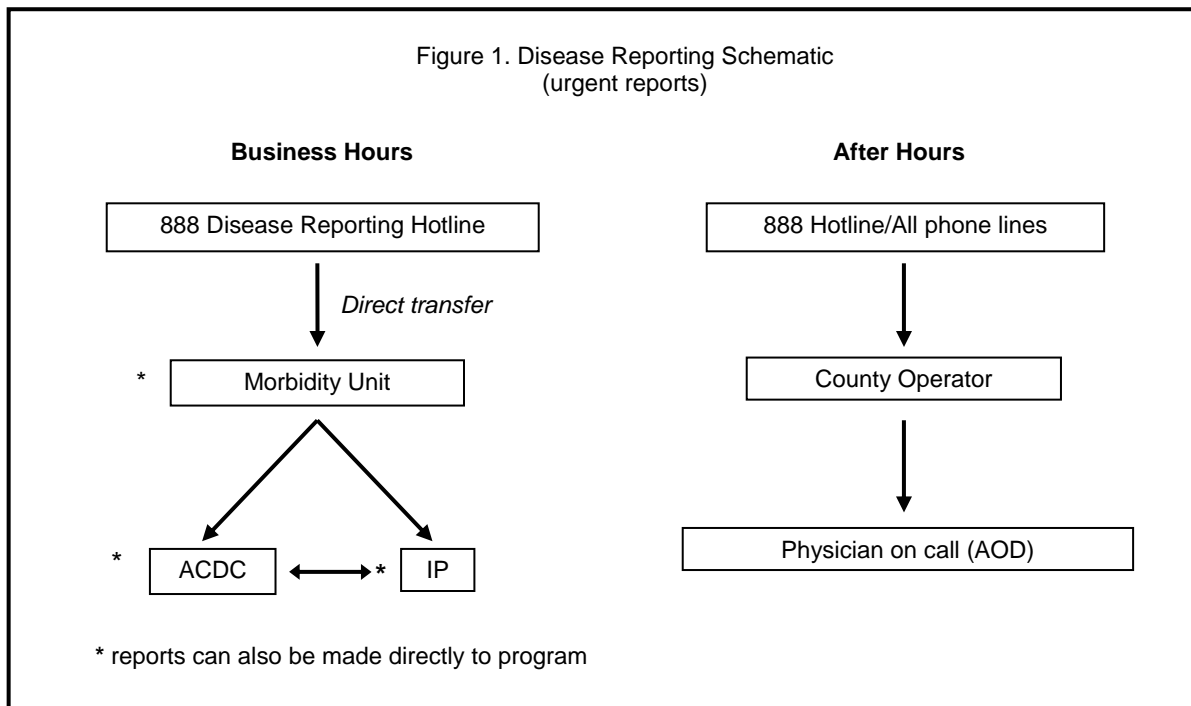 Figure 1. Disease Reporting Schematic
(urgent reports)
Business Hours
888 Disease Reporting Hotline
Direct transfer
* Morbidity Unit
* ACDC * IP
* reports can also be made directly to program
After Hours
888 Hotline/All phone lines
County Operator
Physician on call (AOD)